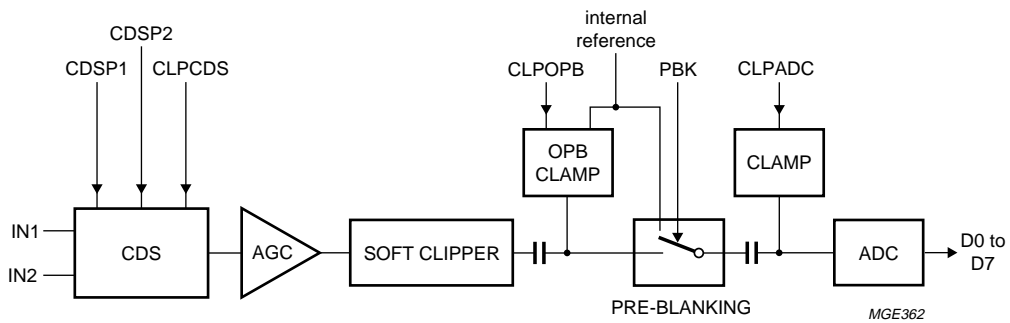 internal
reference
CDSP2
CDSP1
CLPCDS
CLPOPB
PBK
CLPADC
OPB
CLAMP
CLAMP
IN1
IN2
CDS
AGC
SOFT CLIPPER
ADC
D0 to
D7
PRE-BLANKING
MGE362